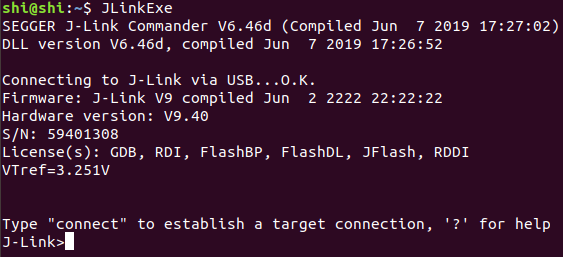 shi@shi:~$ JLinkExe
SEGGER J-Link Commander V6.46d (Compiled Jun  7 2019 17:27:02)
DLL version V6.46d, compiled Jun  7 2019 17:26:52
Connecting to J-Link via USB...O.K.
Firmware: J-Link V9 compiled Jun  2 2222 22:22:22
Hardware version: V9.40
S/N: 59401308
License(s): GDB, RDI, FlashBP, FlashDL, JFlash, RDDI
VTref=3.251V
Type "connect" to establish a target connection, '?' for help
J-Link>